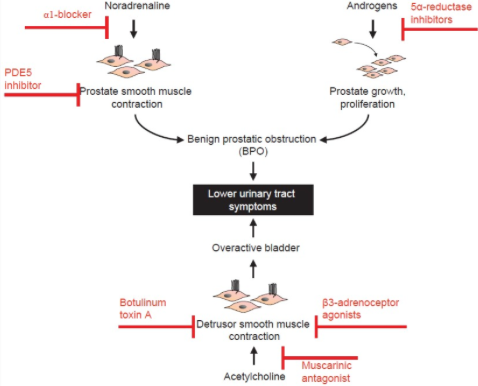 Noradrenaline
Androgens
α1-blocker
5α-reductase
inhibitors
PDE5
inhibitor
Prostate smooth muscle
contraction
Prostate growth,
proliferation
Benign prostatic obstruction
(BPO)
Lower urinary tract
symptoms
Overactive bladder
Botulinum
toxin A
β3-adrenoceptor
agonists
Detrusor smooth muscle
contraction
Muscarinic
antagonist
Acetylcholine